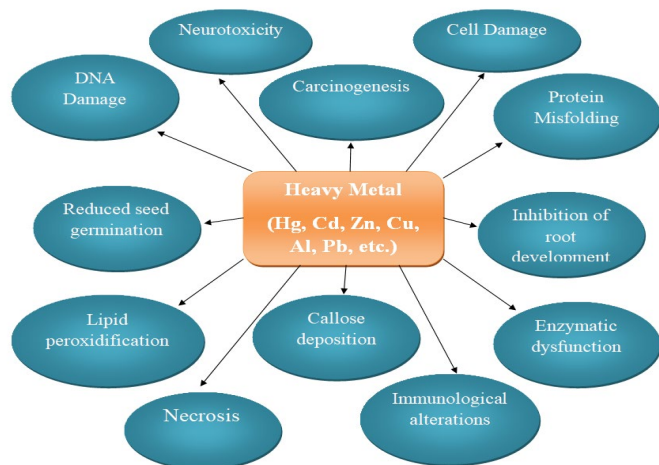 Neurotoxicity
Cell Damage
DNA
Damage
Carcinogenesis
Protein
Misfolding
Heavy Metal
(Hg, Cd, Zn, Cu,
Al, Pb, etc.)
Reduced seed
germination
Inhibition of
root
development
Lipid
peroxidification
Callose
deposition
Enzymatic
dysfunction
Necrosis
Immunological
alterations